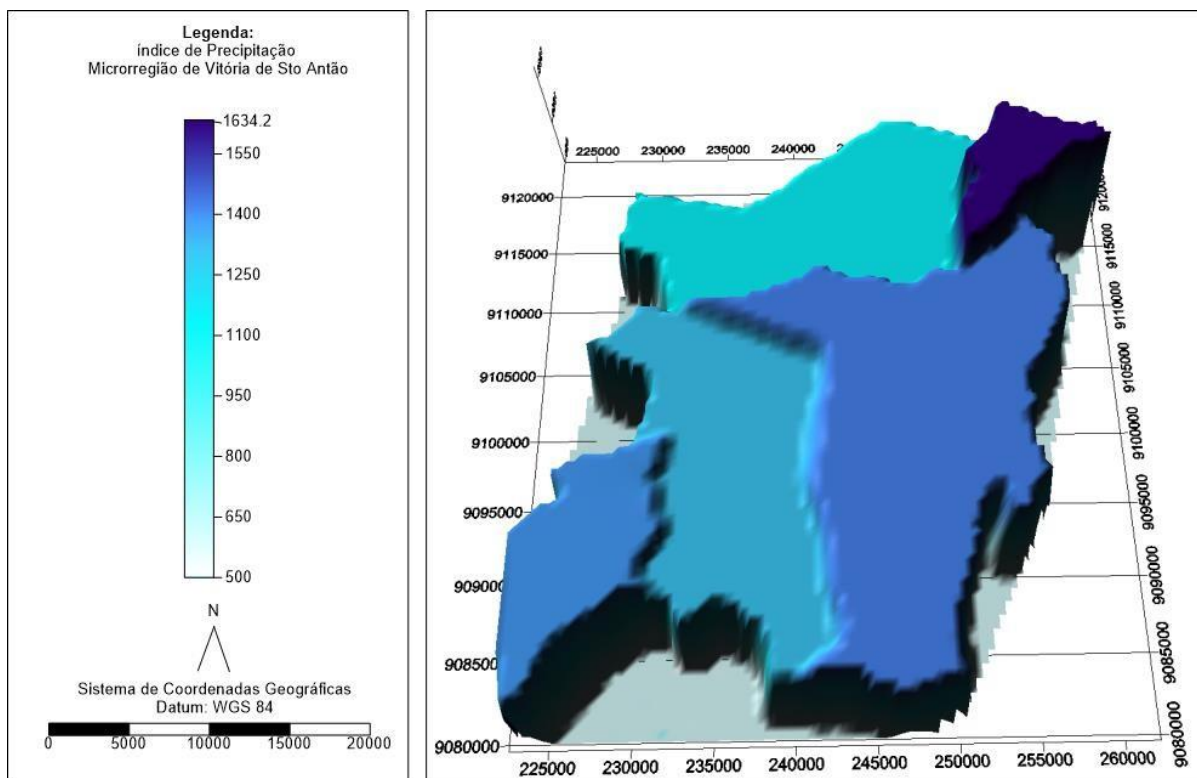 Legenda:
índice de Precipitação
Microrregião de Vitória de Sto Antão
1634.2
1550
1400
1250
1100
950
800
650
500
N
Sistema de Coordenadas Geográficas
Datum: WGS 84
0 5000 10000 15000 20000
225000 230000 235000 240000
9120000
9115000
9110000
9105000
9100000
9095000
9090000
9085000
9080000
9115000
9110000
9105000
9100000
9095000
9090000
9085000
9080000
225000 230000 235000 240000 245000 250000 255000 260000